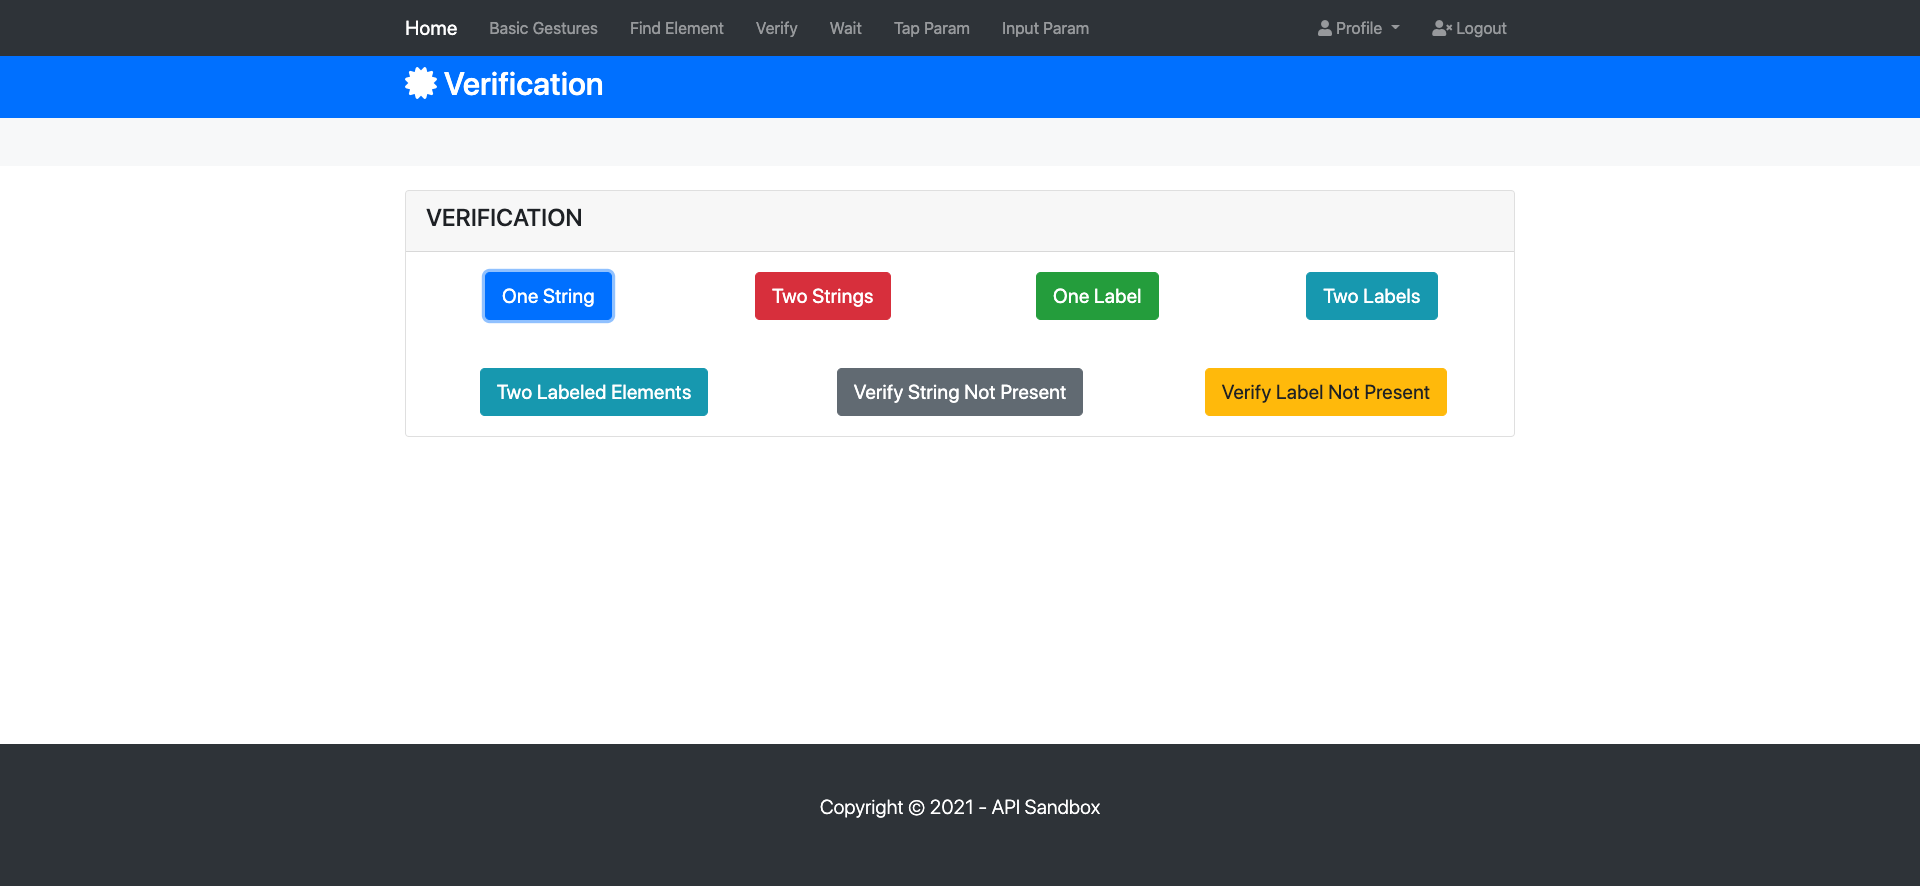 Home Basic Gestures Find Element Verify Wait Tap Param Input Param Profile Logout
Verification
VERIFICATION
One String Two Strings One Label Two Labels
Two Labeled Elements Verify String Not Present Verify Label Not Present
Copyright © 2021 - API Sandbox